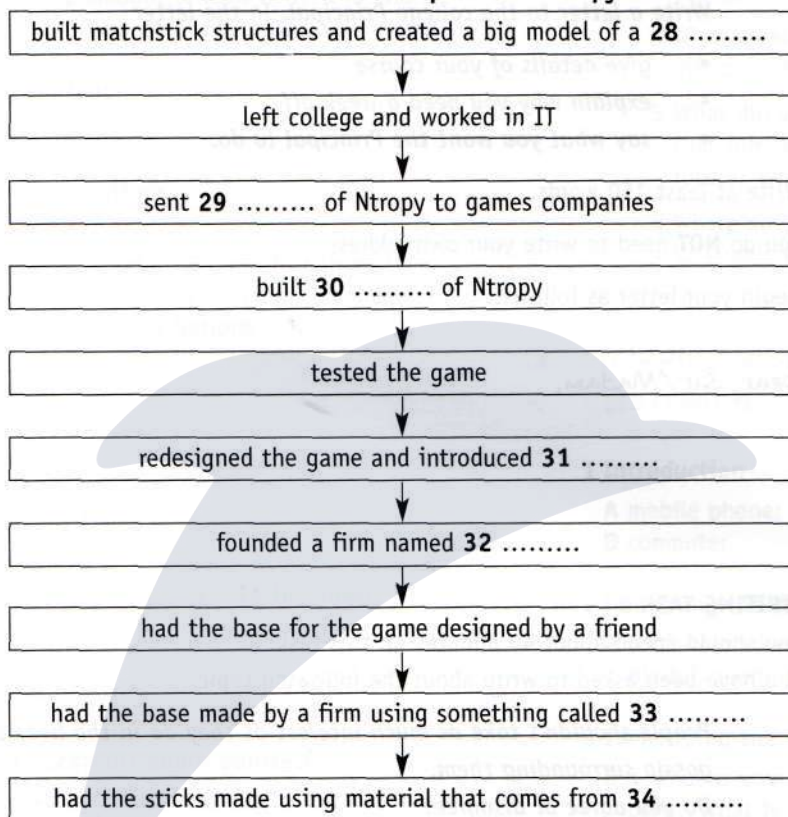 built matchstick structures and created a big model of a 28 .........
left college and worked in IT
sent 29 ......... of Ntropy to games companies
built 30 ......... of Ntropy
tested the game
redesigned the game and introduced 31 .........
founded a firm named 32 .........
had the base for the game designed by a friend
had the base made by a firm using something called 33 .........
had the sticks made using material that comes from 34 .........